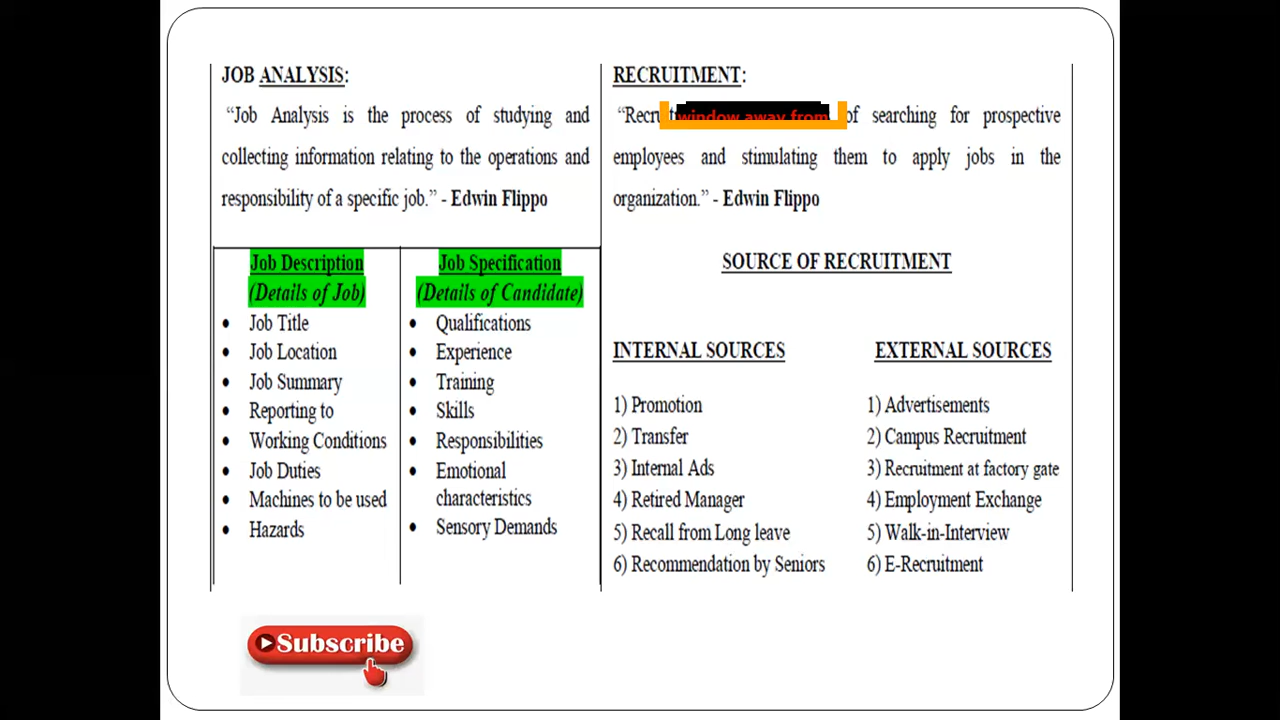 JOB ANALYSIS:
“Job Analysis is the process of studying and
collecting information relating to the operations and
responsibility of a specific job.” - Edwin Flippo
Job Description
(Details of Job)
• Job Title
• Job Location
• Job Summary
• Reporting to
• Working Conditions
• Job Duties
• Machines to be used
• Hazards
Job Specification
(Details of Candidate)
• Qualifications
• Experience
• Training
• Skills
• Responsibilities
• Emotional
characteristics
• Sensory Demands
RECRUITMENT:
window away from
of searching for prospective
employees and stimulating them to apply jobs in the
organization.” - Edwin Flippo
SOURCE OF RECRUITMENT
INTERNAL SOURCES
1) Promotion
2) Transfer
3) Internal Ads
4) Retired Manager
5) Recall from Long leave
6) Recommendation by Seniors
EXTERNAL SOURCES
1) Advertisements
2) Campus Recruitment
3) Recruitment at factory gate
4) Employment Exchange
5) Walk-in-Interview
6) E-Recruitment
Subscribe